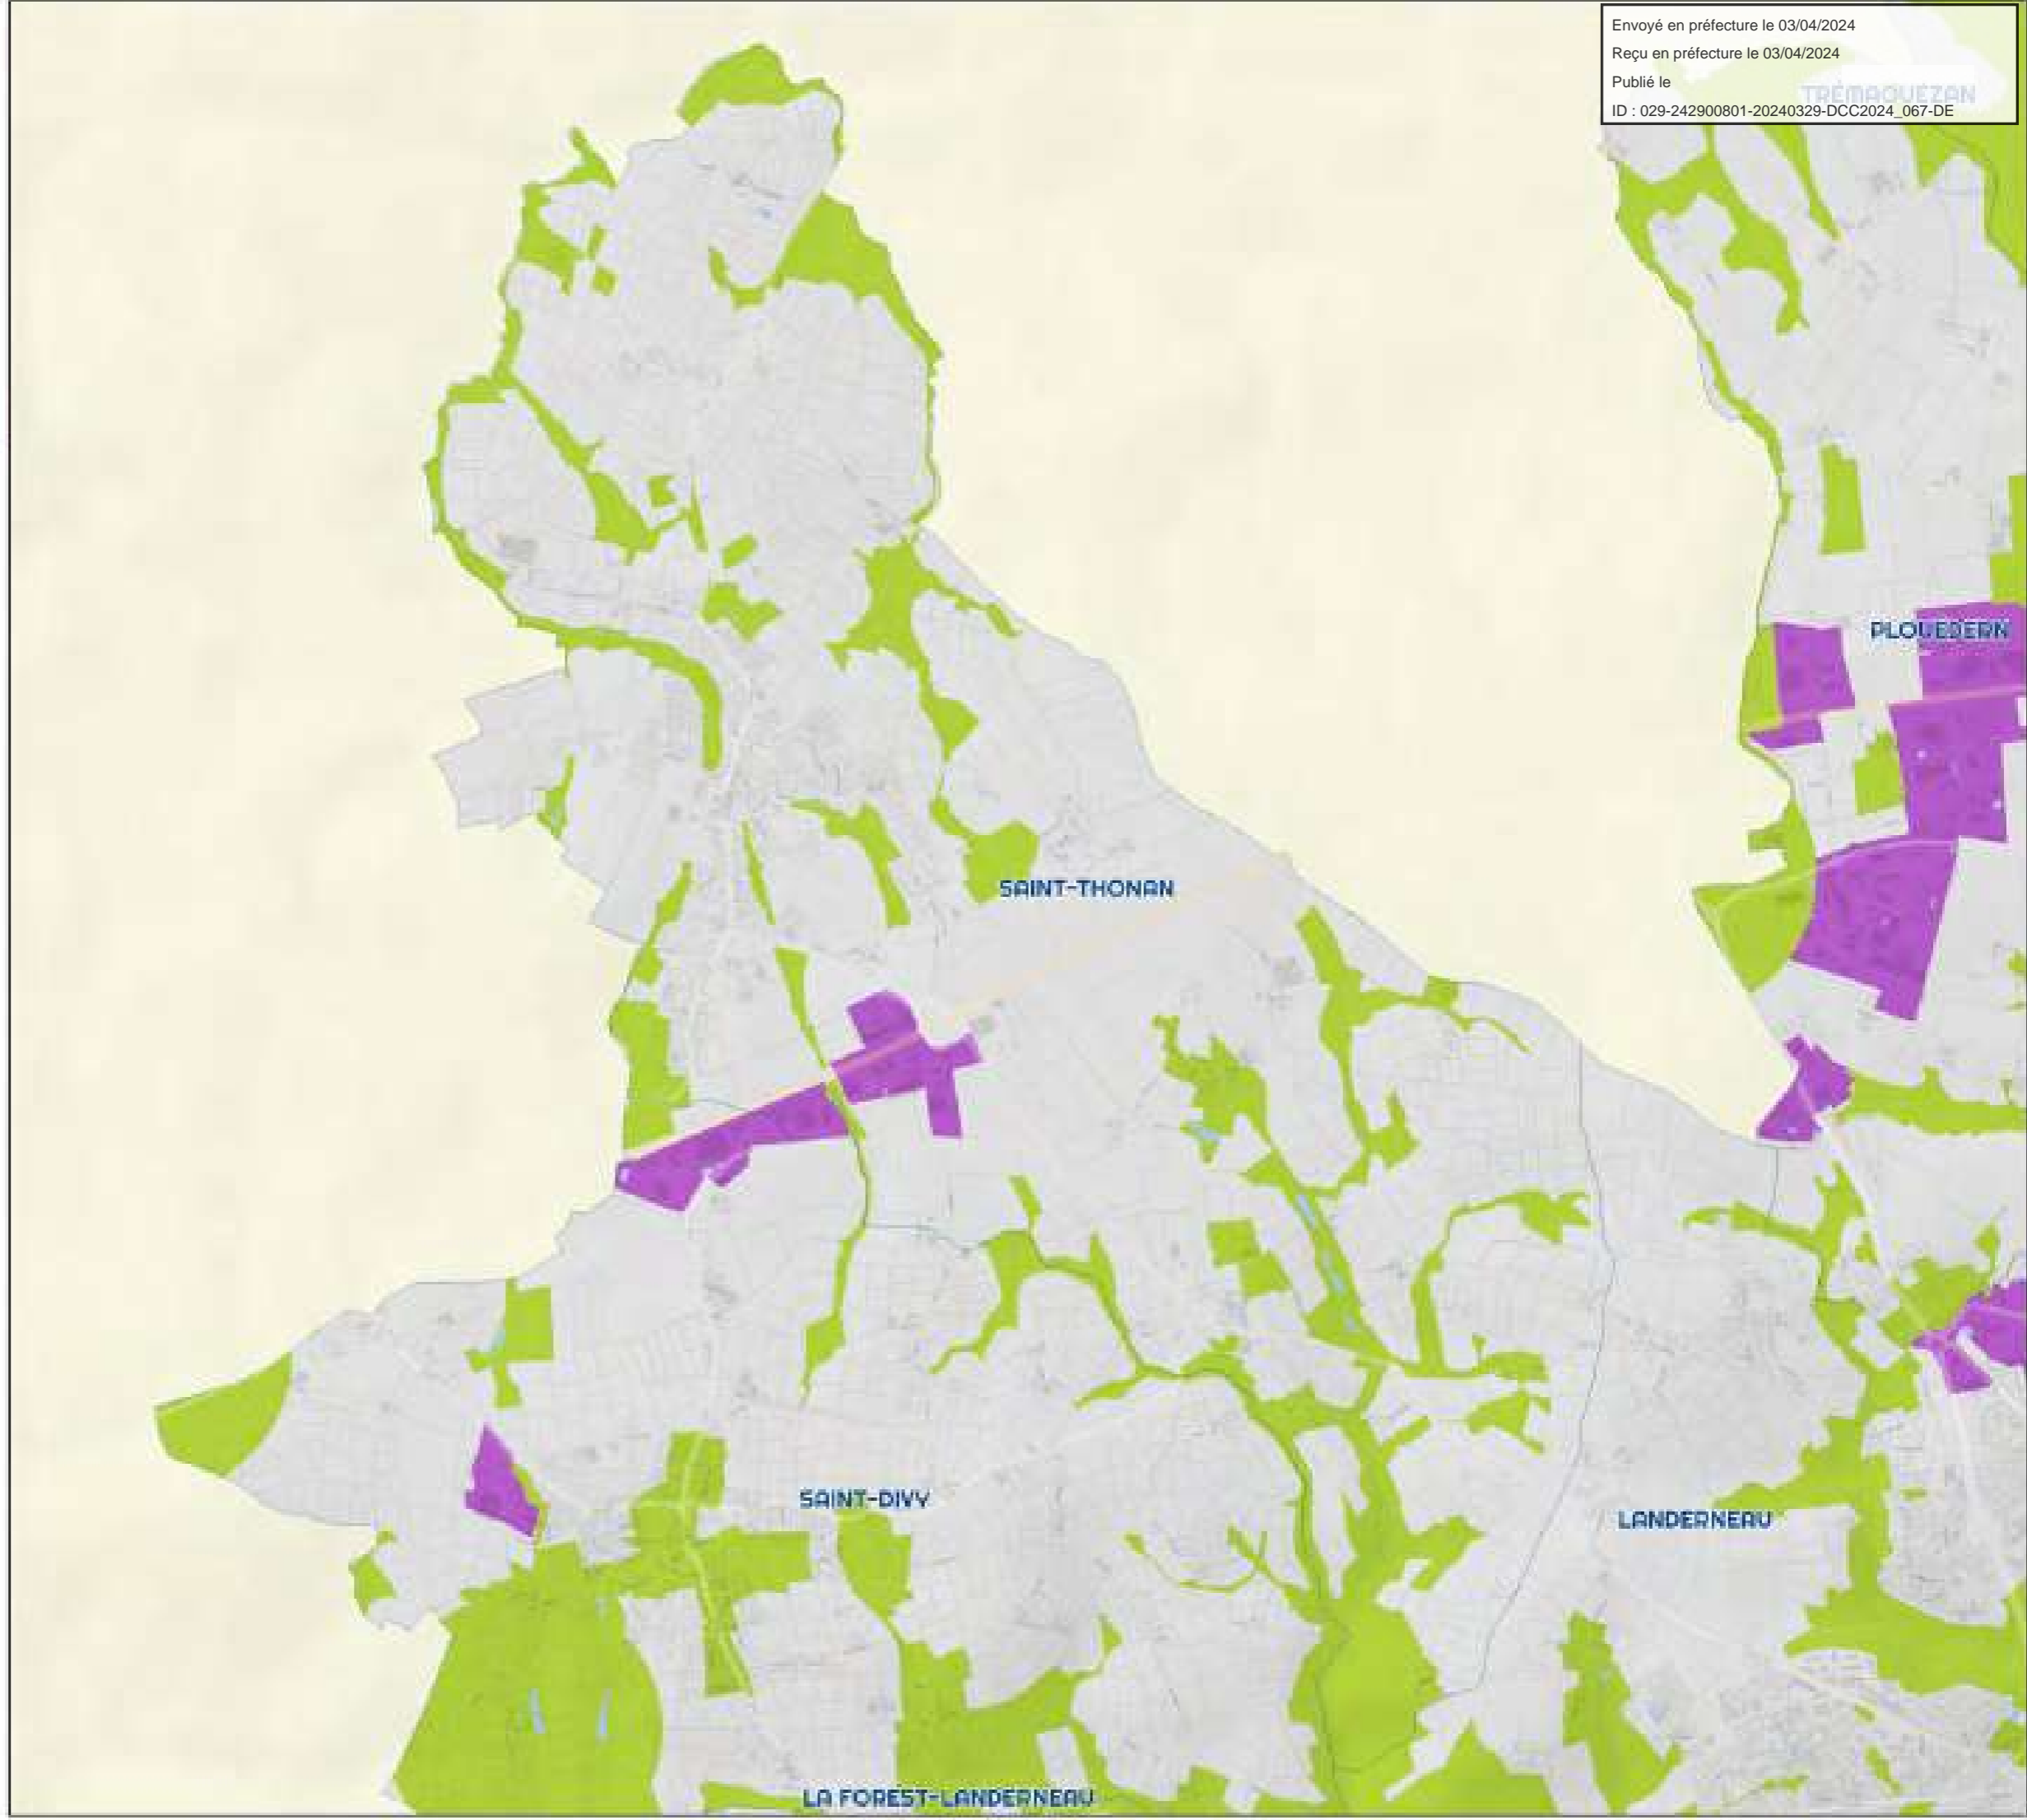 Envoyé en préfecture le 03/04/2024
Reçu en préfecture le 03/04/2024
Publié le
TRÉMAOUÉZAN
ID : 029-242900801-20240329-DCC2024_067-DE
PLOUEDERN
SAINT-THONAN
SAINT-DIVY
LANDERNEAU
LA FOREST-LANDERNEAU